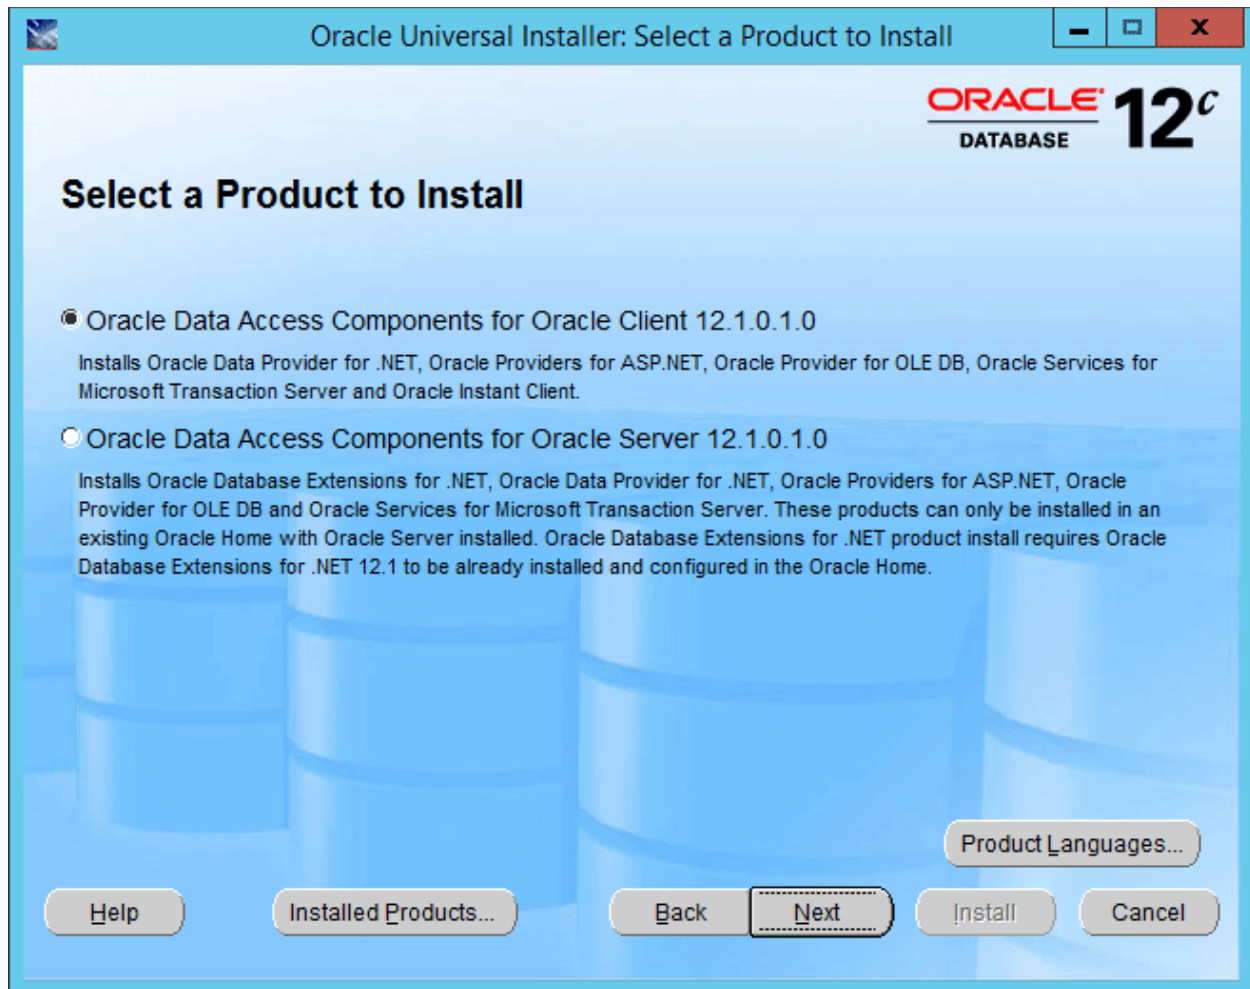 Oracle Universal Installer: Select a Product to Install
ORACLE
DATABASE
12c
Select a Product to Install
Oracle Data Access Components for Oracle Client 12.1.0.1.0
Installs Oracle Data Provider for .NET, Oracle Providers for ASP.NET, Oracle Provider for OLE DB, Oracle Services for
Microsoft Transaction Server and Oracle Instant Client.
Oracle Data Access Components for Oracle Server 12.1.0.1.0
Installs Oracle Database Extensions for .NET, Oracle Data Provider for .NET, Oracle Providers for ASP.NET, Oracle
Provider for OLE DB and Oracle Services for Microsoft Transaction Server. These products can only be installed in an
existing Oracle Home with Oracle Server installed. Oracle Database Extensions for .NET product install requires Oracle
Database Extensions for .NET 12.1 to be already installed and configured in the Oracle Home.
Product Languages...
Help
Installed Products...
Back
Next
Install
Cancel